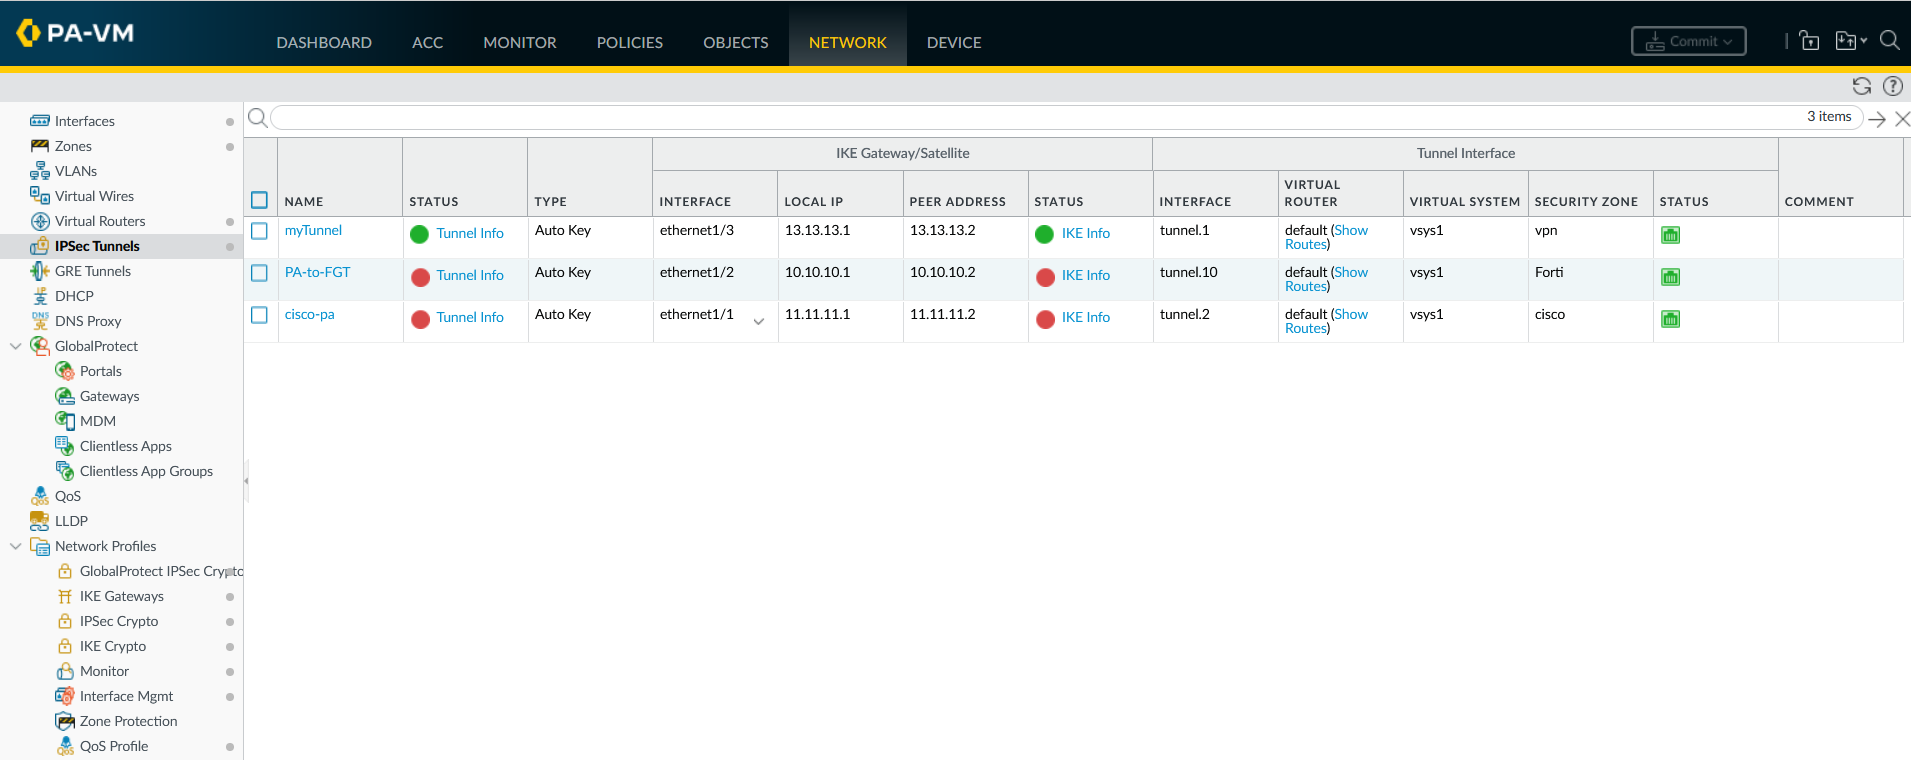 PA-VM
DASHBOARD ACC MONITOR POLICIES OBJECTS NETWORK DEVICE
Commit
Interfaces
Zones
VLANs
Virtual Wires
Virtual Routers
IPSec Tunnels
GRE Tunnels
DHCP
DNS Proxy
GlobalProtect
Portals
Gateways
MDM
Clientless Apps
Clientless App Groups
QoS
LLDP
Network Profiles
GlobalProtect IPSec Crypto
IKE Gateways
IPSec Crypto
IKE Crypto
Monitor
Interface Mgmt
Zone Protection
QoS Profile
3 items
IKE Gateway/Satellite Tunnel Interface
NAME STATUS TYPE INTERFACE LOCAL IP PEER ADDRESS STATUS INTERFACE VIRTUAL ROUTER VIRTUAL SYSTEM SECURITY ZONE STATUS COMMENT
myTunnel Tunnel Info Auto Key ethernet1/3 13.13.13.1 13.13.13.2 IKE Info tunnel.1 default (Show Routes) vsys1 vpn
PA-to-FGT Tunnel Info Auto Key ethernet1/2 10.10.10.1 10.10.10.2 IKE Info tunnel.10 default (Show Routes) vsys1 Forti
cisco-pa Tunnel Info Auto Key ethernet1/1 11.11.11.1 11.11.11.2 IKE Info tunnel.2 default (Show Routes) vsys1 cisco